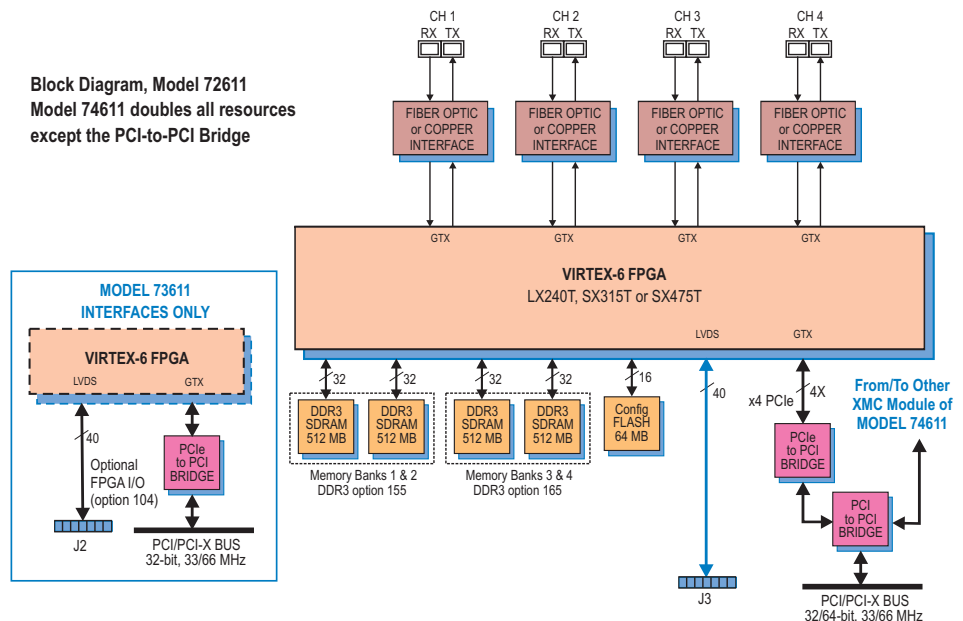 Block Diagram, Model 72611
Model 74611 doubles all resources
except the PCI-to-PCI Bridge
CH 1
RX TX
CH 2
RX TX
CH 3
RX TX
CH 4
RX TX
FIBER OPTIC
or COPPER
INTERFACE
FIBER OPTIC
or COPPER
INTERFACE
FIBER OPTIC
or COPPER
INTERFACE
FIBER OPTIC
or COPPER
INTERFACE
GTX
GTX
GTX
GTX
VIRTEX-6 FPGA
LX240T, SX315T or SX475T
LVDS
GTX
MODEL 73611
INTERFACES ONLY
VIRTEX-6 FPGA
LVDS
GTX
40
Optional
FPGA I/O
(option 104)
PCIe
to PCI
BRIDGE
J2
PCI/PCI-X BUS
32-bit, 33/66 MHz
32
32
32
32
16
40
x4 PCIe
4X
DDR3
SDRAM
512 MB
DDR3
SDRAM
512 MB
DDR3
SDRAM
512 MB
DDR3
SDRAM
512 MB
Config
FLASH
64 MB
Memory Banks 1 & 2
DDR3 option 155
Memory Banks 3 & 4
DDR3 option 165
From/To Other
XMC Module of
MODEL 74611
PCIe
to PCI
BRIDGE
PCI
to PCI
BRIDGE
J3
PCI/PCI-X BUS
32/64-bit, 33/66 MHz